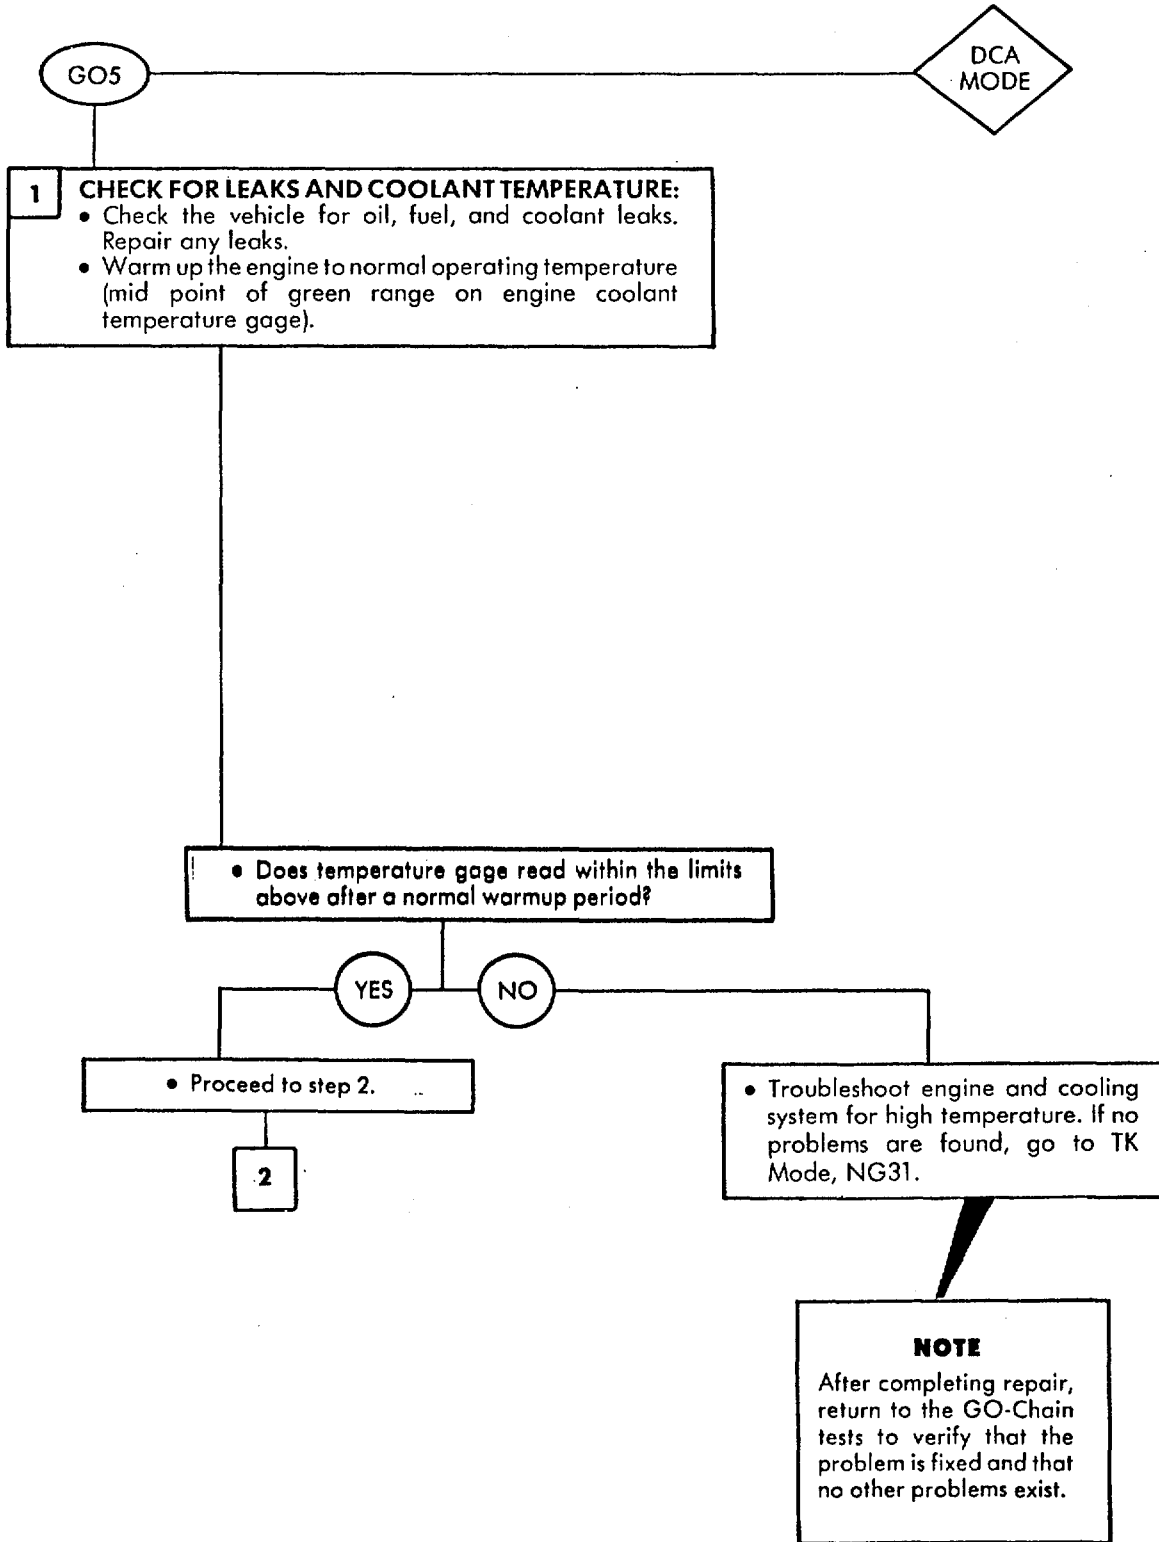 GO5
DCA
MODE
1
CHECK FOR LEAKS AND COOLANT TEMPERATURE:
• Check the vehicle for oil, fuel, and coolant leaks.
Repair any leaks.
• Warm up the engine to normal operating temperature
(mid point of green range on engine coolant
temperature gage).
• Does temperature gage read within the limits
above after a normal warmup period?
YES
NO
• Proceed to step 2.
2
• Troubleshoot engine and cooling
system for high temperature. If no
problems are found, go to TK
Mode, NG31.
NOTE
After completing repair,
return to the GO-Chain
tests to verify that the
problem is fixed and that
no other problems exist.